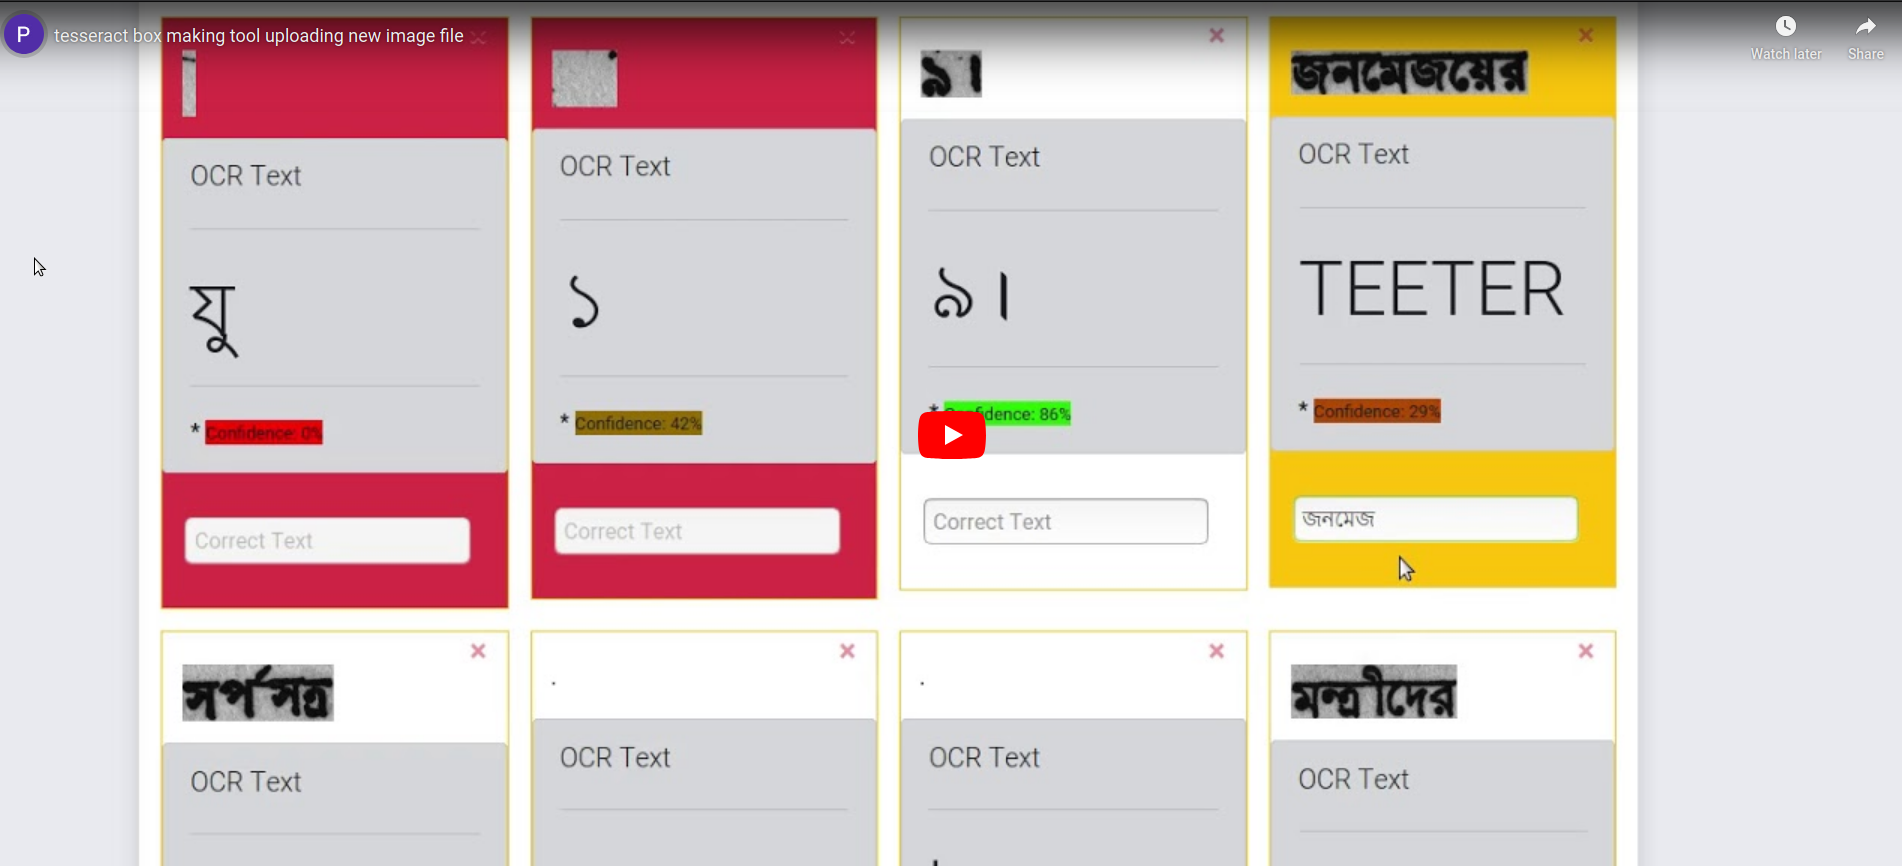 P tesseract box making tool uploading new image file
Watch later Share
৯। জনমেজয়ের
OCR Text OCR Text OCR Text OCR Text
যু ১ ৯। TEETER
* Confidence: 0% * Confidence: 42% * Confidence: 86% * Confidence: 29%
Correct Text Correct Text Correct Text জনমেজ
সর্পসত্র . . মন্ত্রীদের
OCR Text OCR Text OCR Text OCR Text